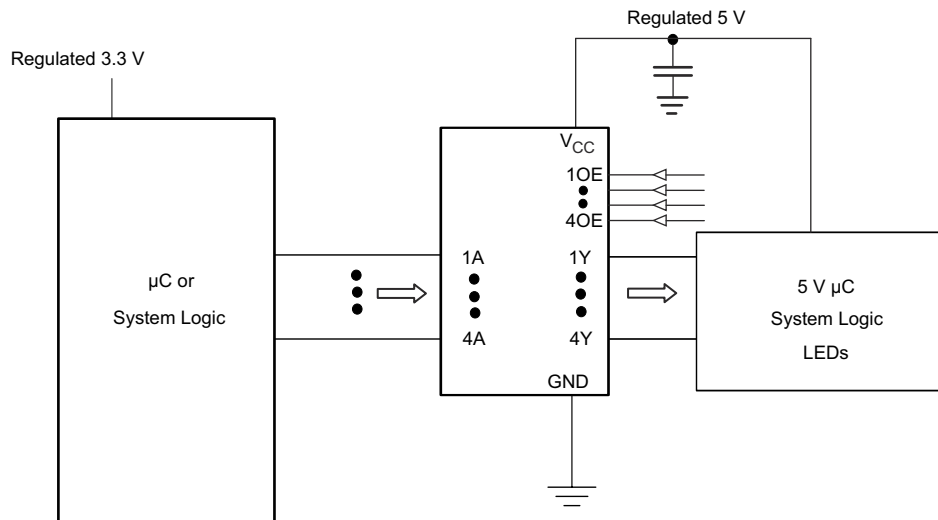 Regulated 5 V
Regulated 3.3 V
VCC
1OE
4OE
1A
1Y
µC or
System Logic
5 V µC
System Logic
LEDs
4A
4Y
GND